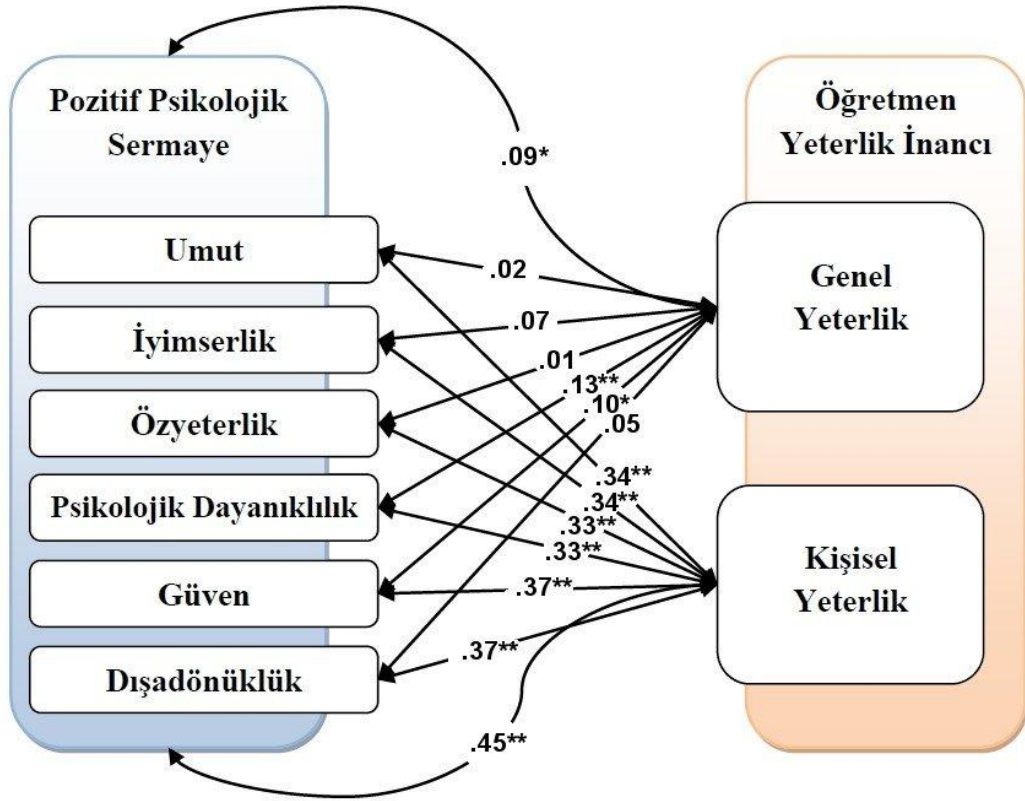 Pozitif Psikolojik
Sermaye
Umut
İyimserlik
Özyeterlik
Psikolojik Dayanıklılık
Güven
Dışadönüklük
.09*
.02
.07
.01
.13**
.10*
.05
.34**
.34**
.33**
.33**
.37**
.37**
.45**
Öğretmen
Yeterlik İnancı
Genel
Yeterlik
Kişisel
Yeterlik